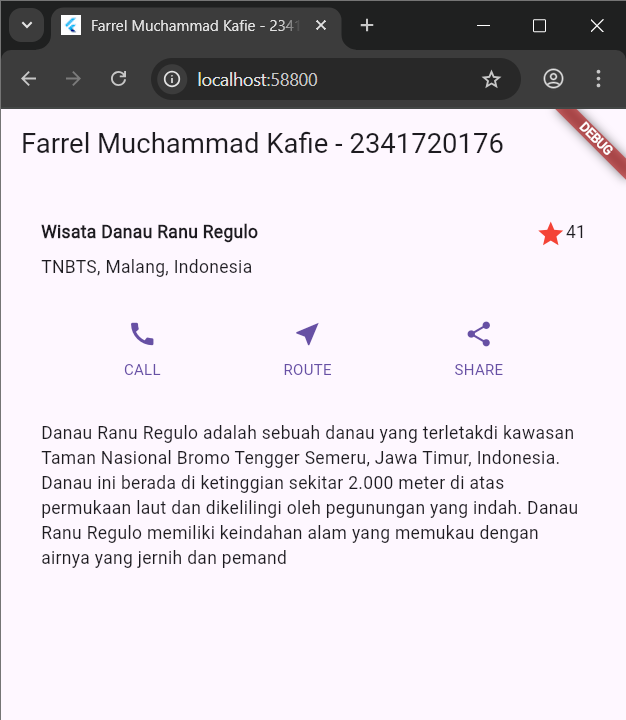 Farrel Muchammad Kafie - 2341
localhost:58800
DEBUG
Farrel Muchammad Kafie - 2341720176
Wisata Danau Ranu Regulo
41
TNBTS, Malang, Indonesia
CALL
ROUTE
SHARE
Danau Ranu Regulo adalah sebuah danau yang terletakdi kawasan
Taman Nasional Bromo Tengger Semeru, Jawa Timur, Indonesia.
Danau ini berada di ketinggian sekitar 2.000 meter di atas
permukaan laut dan dikelilingi oleh pegunungan yang indah. Danau
Ranu Regulo memiliki keindahan alam yang memukau dengan
airnya yang jernih dan pemand